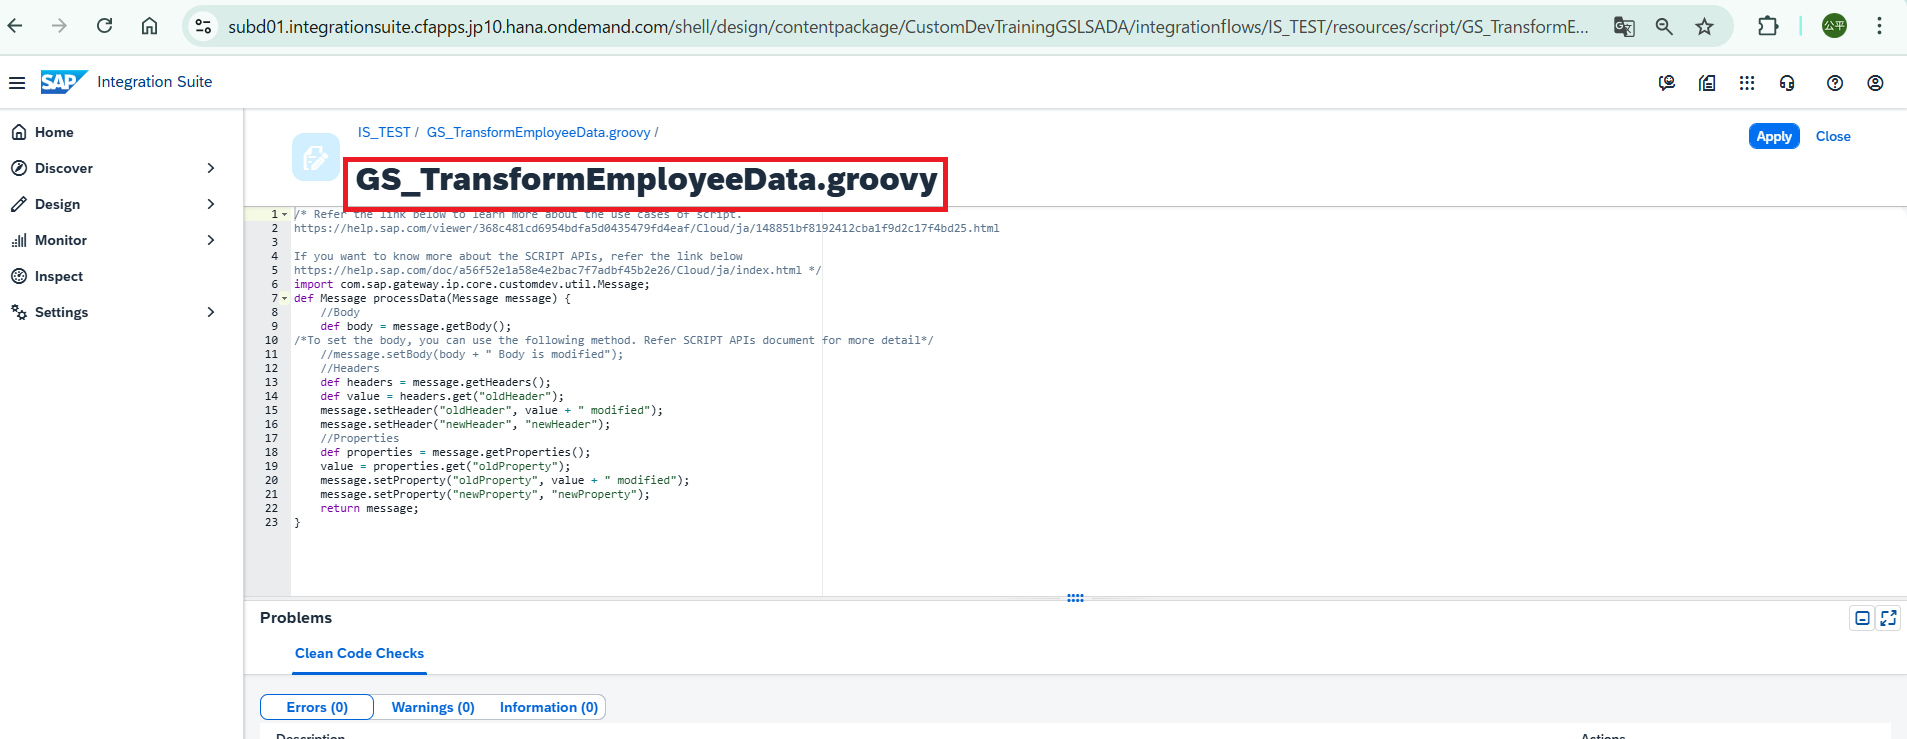 subd01.integrationsuite.cfapps.jp10.hana.ondemand.com/shell/design/contentpackage/CustomDevTrainingGSLSADA/integrationflows/IS_TEST/resources/script/GS_TransformE...
公平
SAP Integration Suite
Home
Discover
Design
Monitor
Inspect
Settings
IS_TEST / GS_TransformEmployeeData.groovy /
GS_TransformEmployeeData.groovy
Apply Close
1 /* Refer the link below to learn more about the use cases of script.
2 https://help.sap.com/viewer/368c481cd6954bdfa5d0435479fd4eaf/Cloud/ja/148851bf8192412cba1f9d2c17f4bd25.html
3
4 If you want to know more about the SCRIPT APIs, refer the link below
5 https://help.sap.com/doc/a56f52e1a58e4e2bac7f7adbf45b2e26/Cloud/ja/index.html */
6 import com.sap.gateway.ip.core.customdev.util.Message;
7 def Message processData(Message message) {
8     //Body
9     def body = message.getBody();
10 /*To set the body, you can use the following method. Refer SCRIPT APIs document for more detail*/
11     //message.setBody(body + " Body is modified");
12     //Headers
13     def headers = message.getHeaders();
14     def value = headers.get("oldHeader");
15     message.setHeader("oldHeader", value + " modified");
16     message.setHeader("newHeader", "newHeader");
17     //Properties
18     def properties = message.getProperties();
19     value = properties.get("oldProperty");
20     message.setProperty("oldProperty", value + " modified");
21     message.setProperty("newProperty", "newProperty");
22     return message;
23 }
Problems
Clean Code Checks
Errors (0) Warnings (0) Information (0)
Description Actions